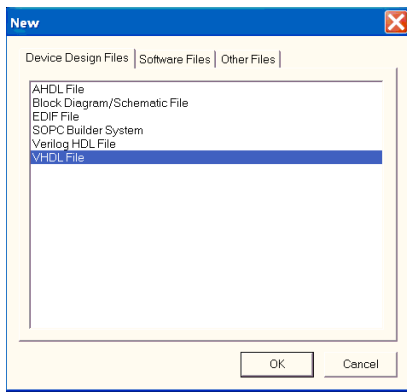 New
Device Design Files Software Files Other Files
AHDL File
Block Diagram/Schematic File
EDIF File
SOPC Builder System
Verilog HDL File
VHDL File
OK Cancel